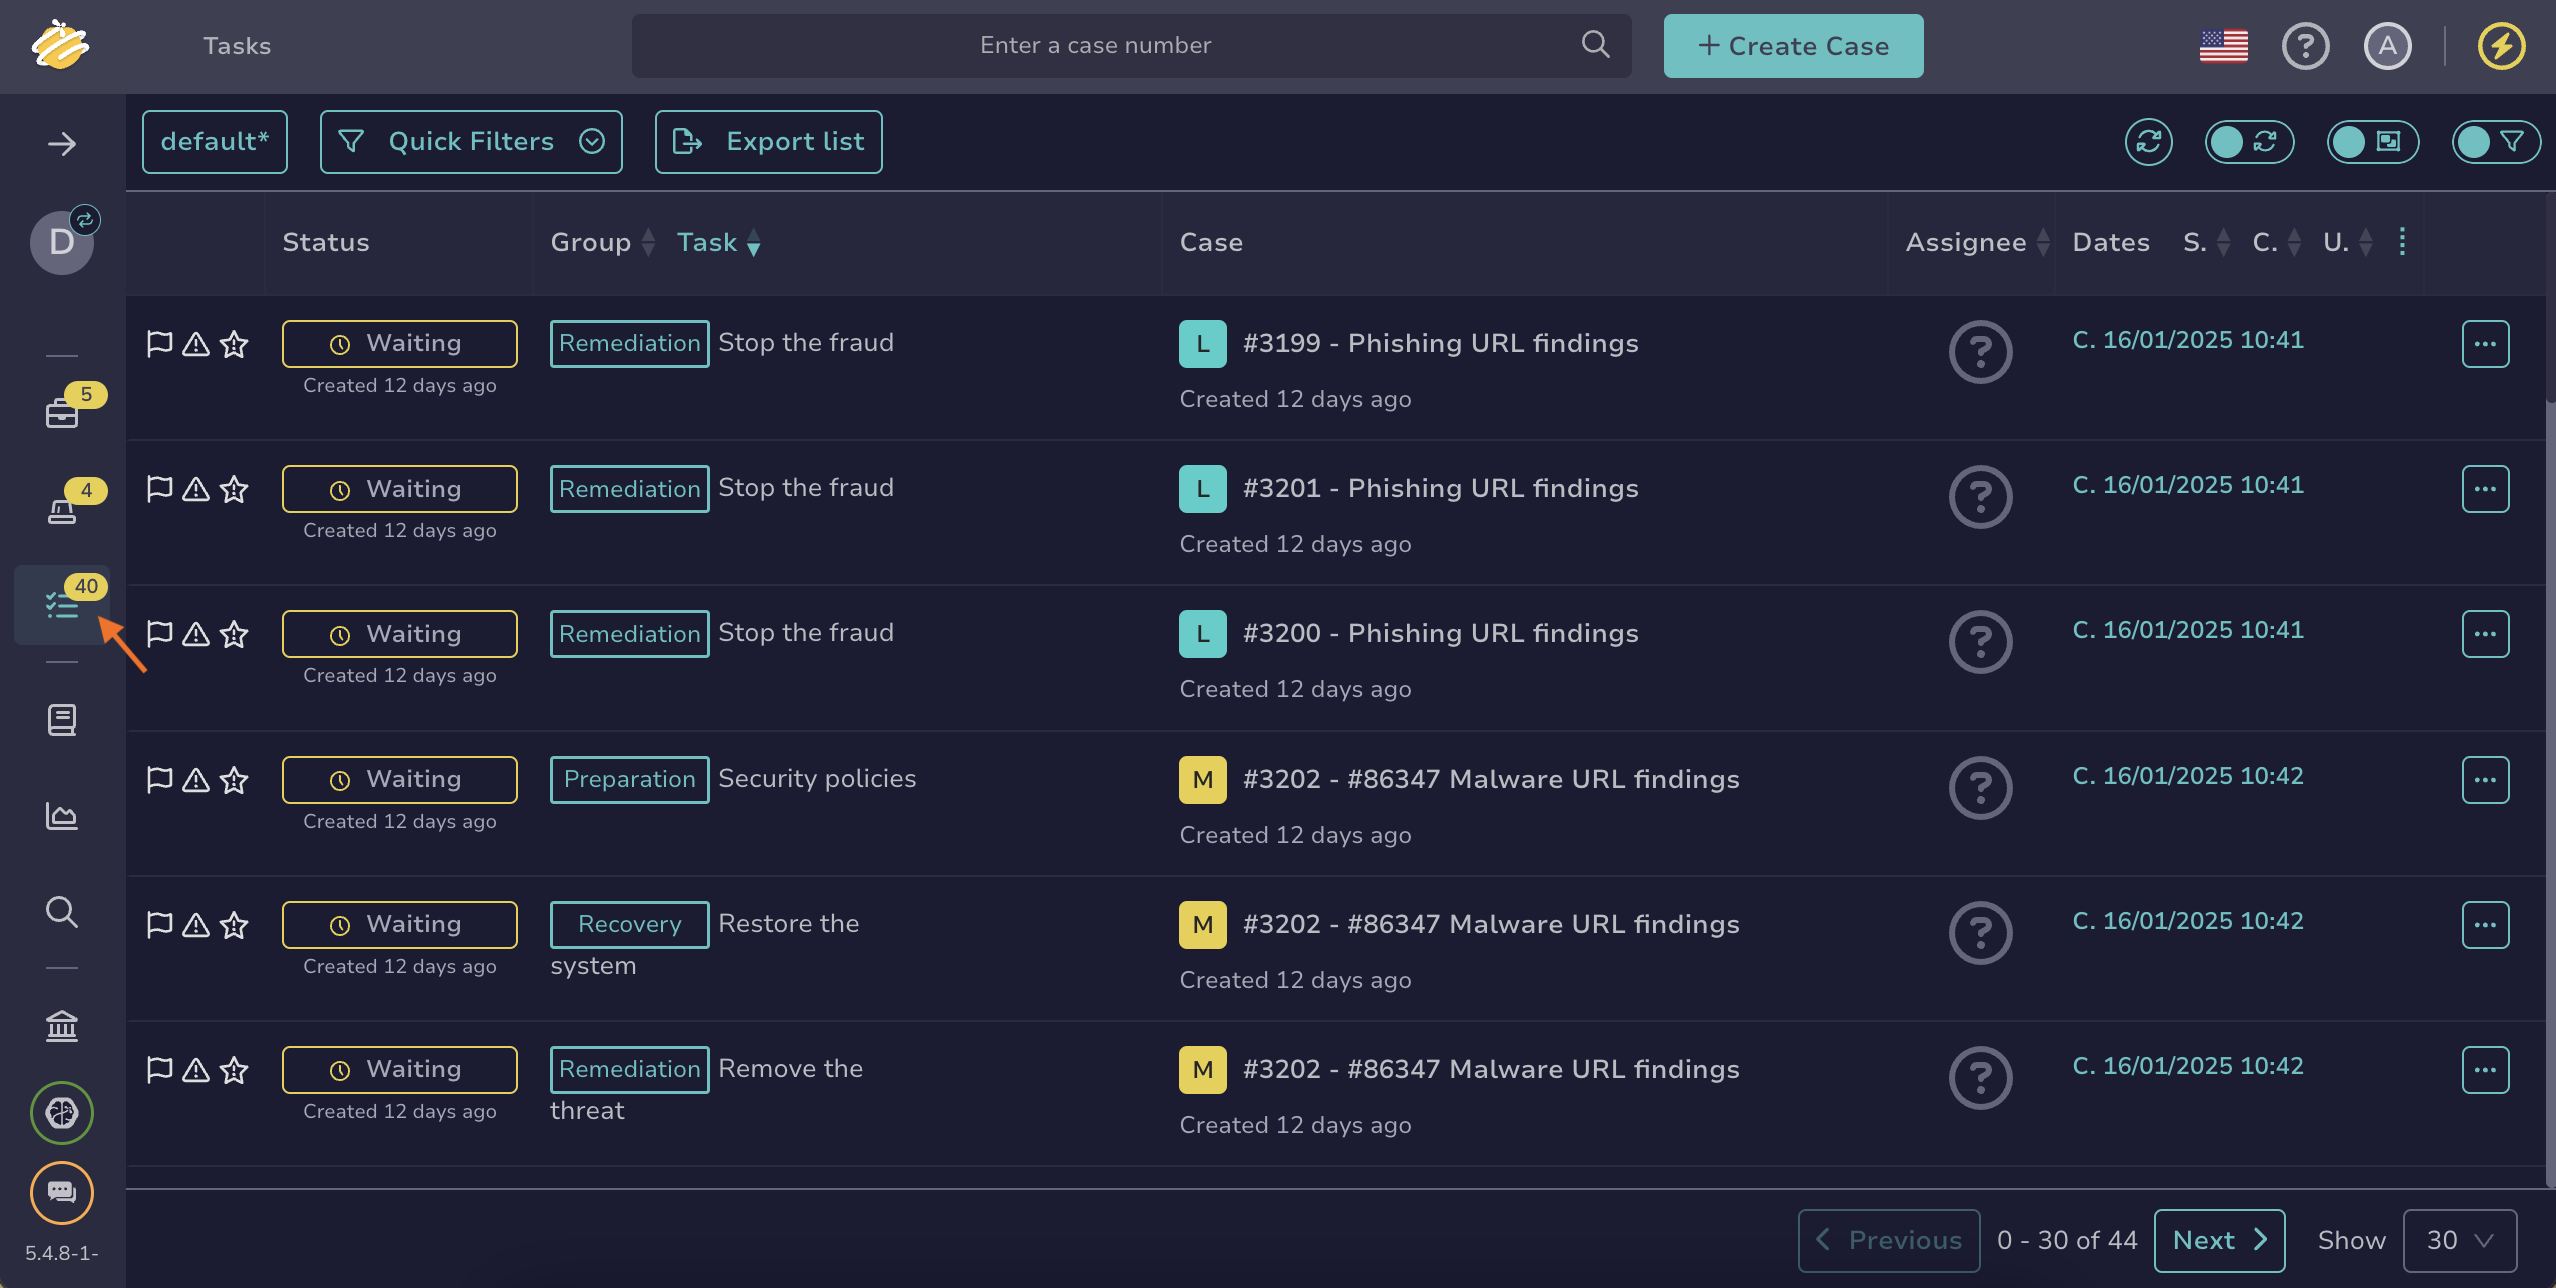 Tasks
Enter a case number
+ Create Case
A
default*
Quick Filters
Export list
D
Status
Group
Task
Case
Assignee
Dates
S.
C.
U.
Waiting
Remediation Stop the fraud
L
#3199 - Phishing URL findings
?
C. 16/01/2025 10:41
Created 12 days ago
Created 12 days ago
5
Waiting
Remediation Stop the fraud
L
#3201 - Phishing URL findings
?
C. 16/01/2025 10:41
Created 12 days ago
Created 12 days ago
4
Waiting
Remediation Stop the fraud
L
#3200 - Phishing URL findings
?
C. 16/01/2025 10:41
Created 12 days ago
Created 12 days ago
40
Waiting
Preparation Security policies
M
#3202 - #86347 Malware URL findings
?
C. 16/01/2025 10:42
Created 12 days ago
Created 12 days ago
Waiting
Recovery Restore the
system
M
#3202 - #86347 Malware URL findings
?
C. 16/01/2025 10:42
Created 12 days ago
Created 12 days ago
Waiting
Remediation Remove the
threat
M
#3202 - #86347 Malware URL findings
?
C. 16/01/2025 10:42
Created 12 days ago
Created 12 days ago
5.4.8-1-
Previous
0 - 30 of 44
Next
Show
30